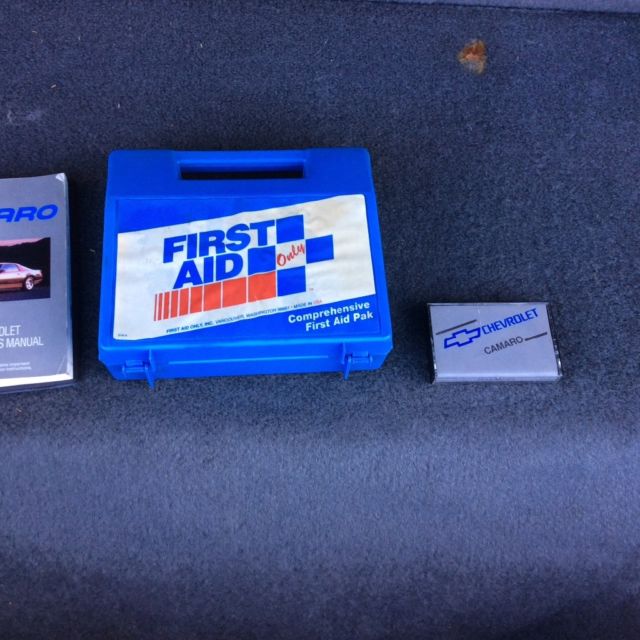 ARO
OLET
S MANUAL
FIRST
AID
Only
FIRST AID ONLY, INC. VANCOUVER, WASHINGTON MADE IN USA
Comprehensive
First Aid Pak
CHEVROLET
CAMARO